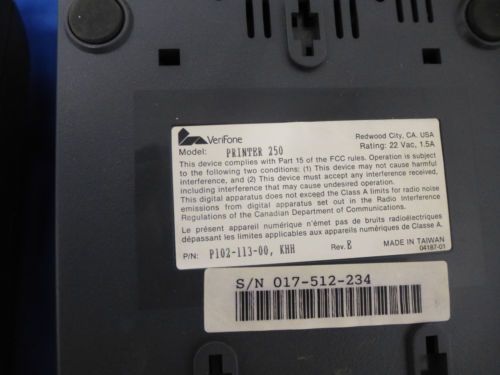 VeriFone
Redwood City, CA. USA
Model: PRINTER 250
Rating: 22 Vac, 1.5A
This device complies with Part 15 of the FCC rules. Operation is subject
to the following two conditions: (1) This device may not cause harmful
interference, and (2) This device must accept any interference received,
including interference that may cause undesired operation.
This digital apparatus does not exceed the Class A limits for radio noise
emissions from digital apparatus set out in the Radio Interference
Regulations of the Canadian Department of Communications.
Le présent appareil numérique n'émet pas de bruits radioélectriques
dépassant les limites applicables aux appareils numériques de Classe A.
P/N: P102-113-00, KHH Rev. E MADE IN TAIWAN
04187-01
S/N 017-512-234